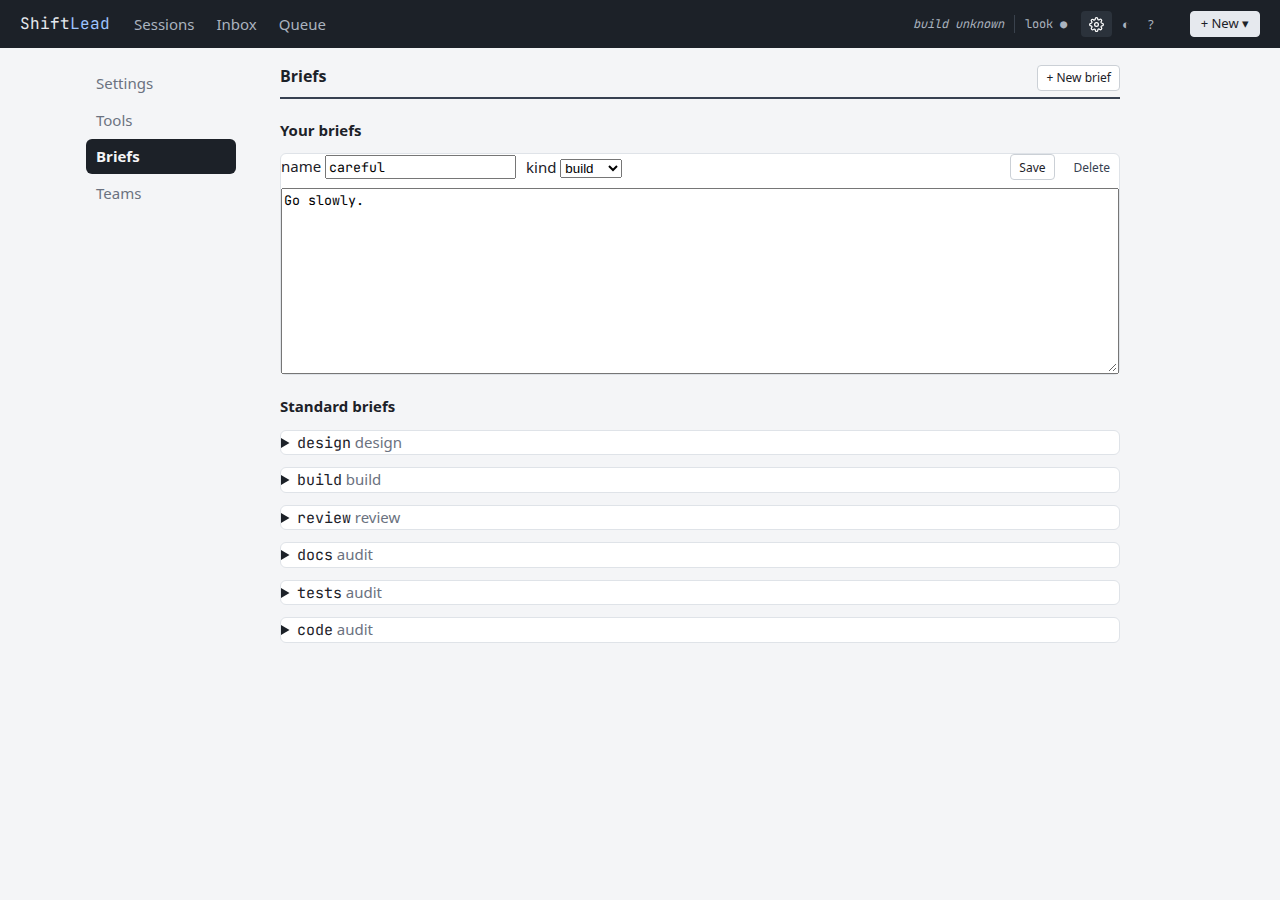 ShiftLead Sessions Inbox Queue build unknown look ● ? + New ▾
Settings
Tools
Briefs
Teams
Briefs + New brief
Your briefs
name careful kind build Save Delete
Go slowly.
Standard briefs
design design
build build
review review
docs audit
tests audit
code audit